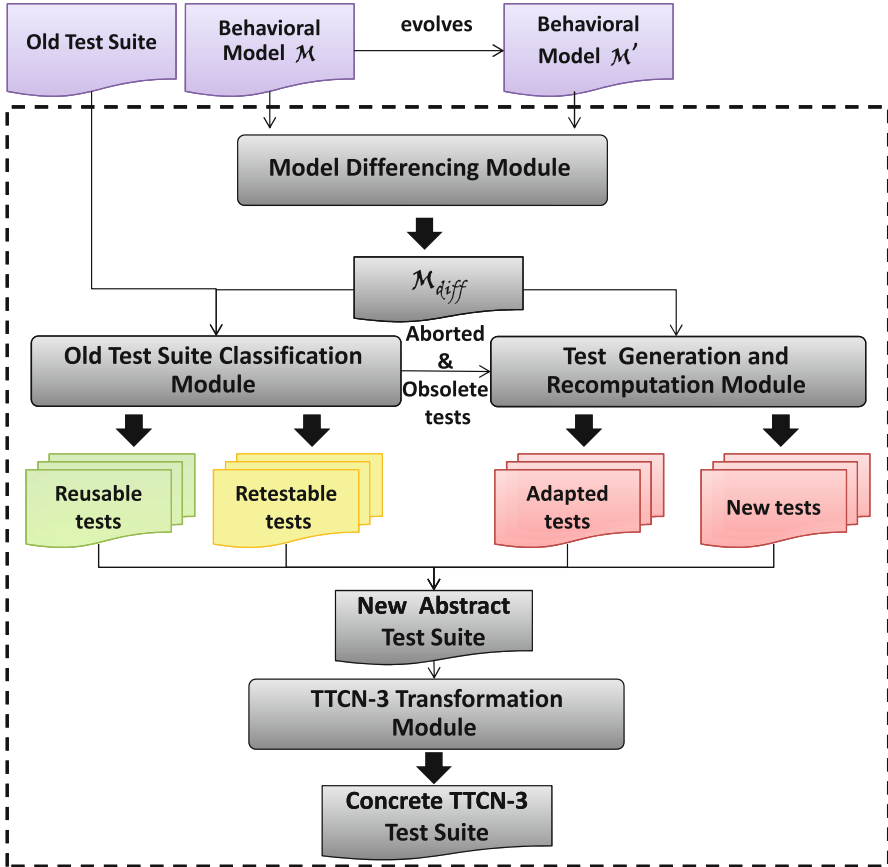 Old Test Suite
Behavioral
Model ℳ
evolves
Behavioral
Model ℳ’
Model Differencing Module
ℳdiff
Old Test Suite Classification
Module
Aborted
&
Obsolete
tests
Test Generation and
Recomputation Module
Reusable
tests
Retestable
tests
Adapted
tests
New tests
New Abstract
Test Suite
TTCN-3 Transformation
Module
Concrete TTCN-3
Test Suite